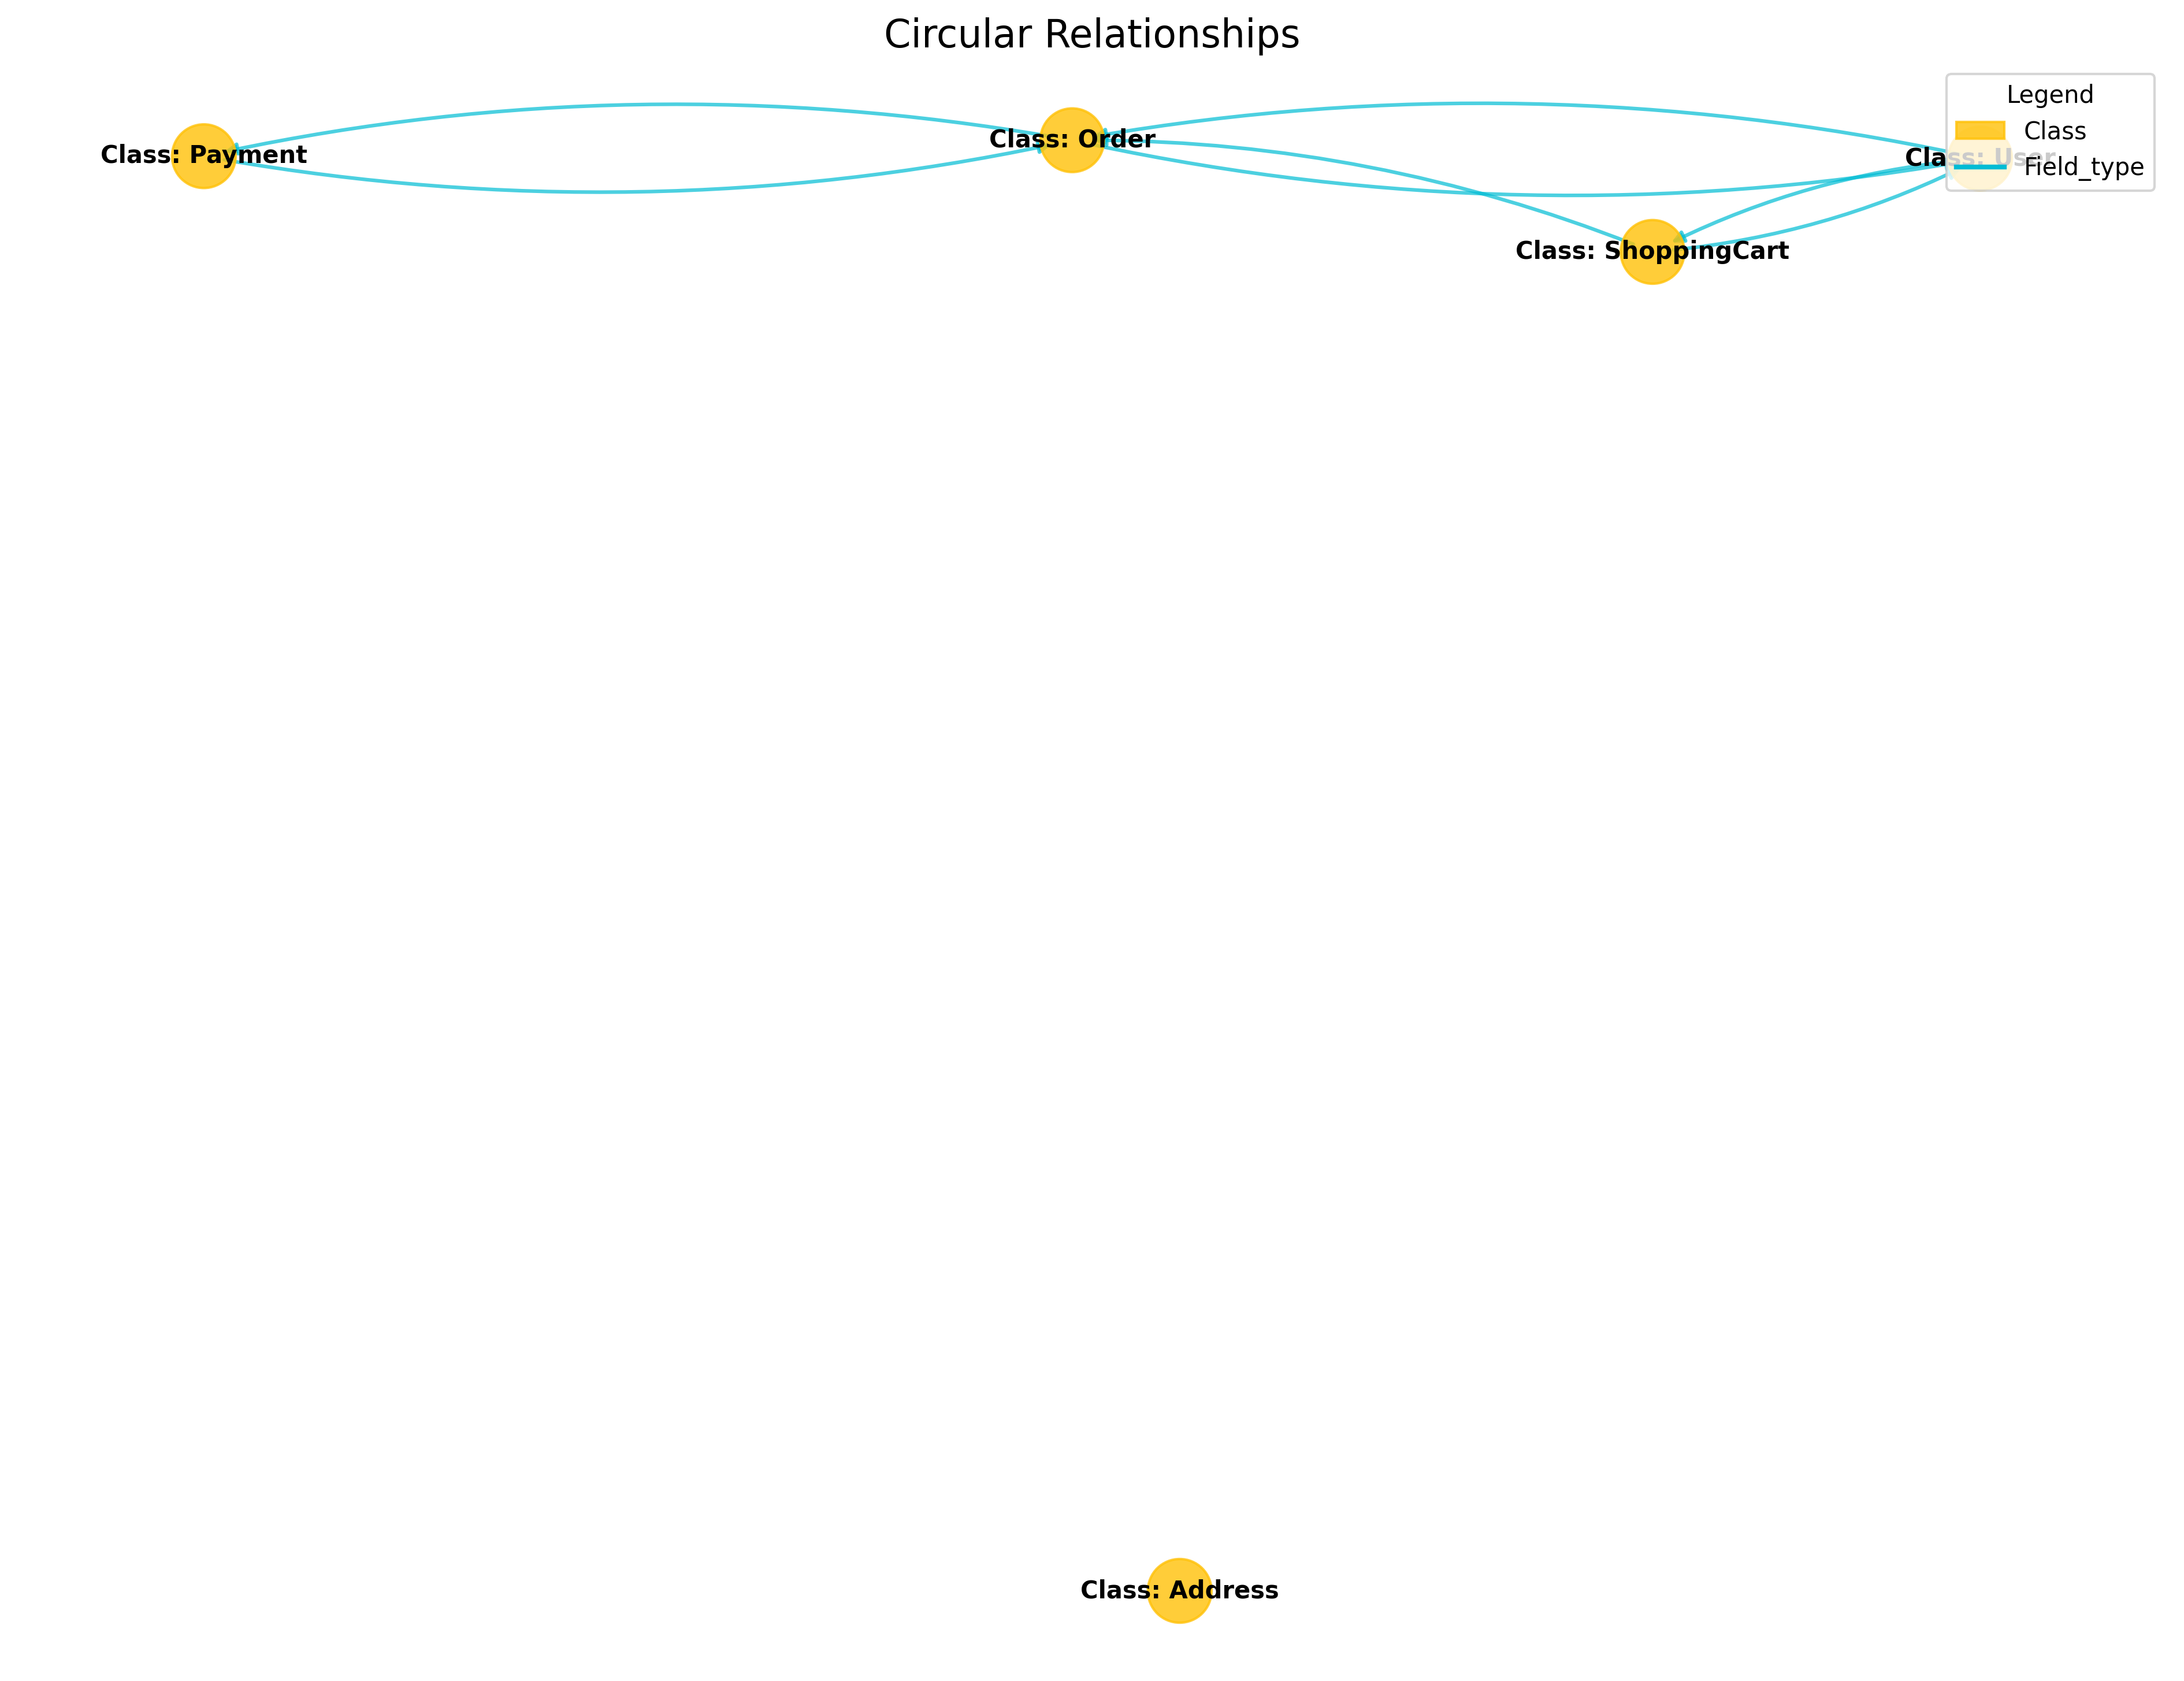 Circular Relationships
Legend
Class
Field_type
Class: Payment
Class: Order
Class: User
Class: ShoppingCart
Class: Address